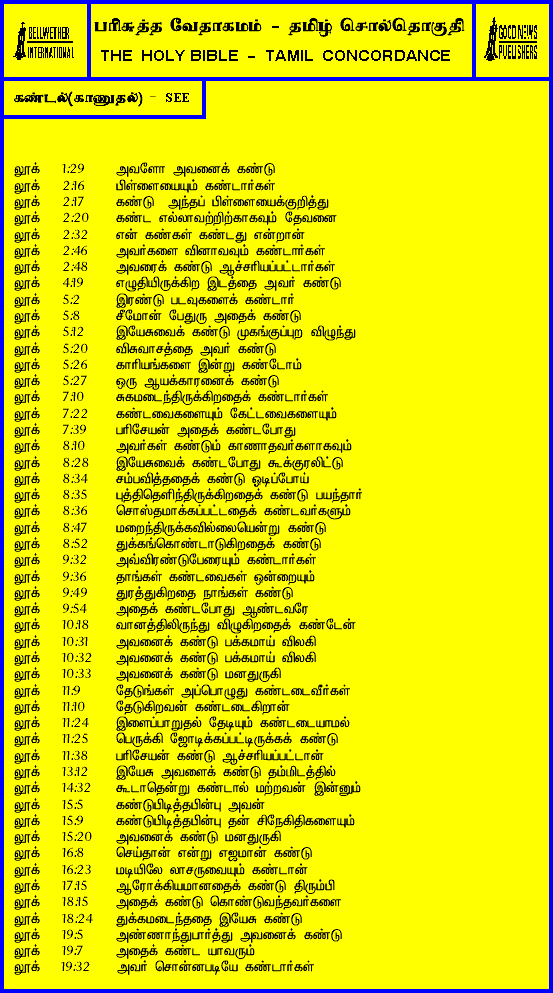 BELLWETHER
INTERNATIONAL
பரிசுத்த வேதாகமம் - தமிழ் சொல்தொகுதி
THE HOLY BIBLE - TAMIL CONCORDANCE
GOOD NEWS
PUBLISHERS
கண்டல்(காணுதல்) - SEE
லூக் 1:29 அவளோ அவனைக் கண்டு
லூக் 2:16 பிள்ளையையும் கண்டார்கள்
லூக் 2:17 கண்டு அந்தப் பிள்ளையைக்குறித்து
லூக் 2:20 கண்ட எல்லாவற்றிற்காகவும் தேவனை
லூக் 2:32 என் கண்கள் கண்டது என்றான்
லூக் 2:46 அவர்களை வினாவவும் கண்டார்கள்
லூக் 2:48 அவரைக் கண்டு ஆச்சரியப்பட்டார்கள்
லூக் 4:19 எழுதியிருக்கிற இடத்தை அவர் கண்டு
லூக் 5:2 இரண்டு படவுகளைக் கண்டார்
லூக் 5:8 சீமோன் பேதுரு அதைக் கண்டு
லூக் 5:12 இயேசுவைக் கண்டு முகங்குப்புற விழுந்து
லூக் 5:20 விசுவாசத்தை அவர் கண்டு
லூக் 5:26 காரியங்களை இன்று கண்டோம்
லூக் 5:27 ஒரு ஆயக்காரனைக் கண்டு
லூக் 7:10 சுகமடைந்திருக்கிறதைக் கண்டார்கள்
லூக் 7:22 கண்டவைகளையும் கேட்டவைகளையும்
லூக் 7:39 பரிசேயன் அதைக் கண்டபோது
லூக் 8:10 அவர்கள் கண்டும் காணாதவர்களாகவும்
லூக் 8:28 இயேசுவைக் கண்டபோது கூக்குரலிட்டு
லூக் 8:34 சம்பவித்ததைக் கண்டு ஓடிப்போய்
லூக் 8:35 புத்திதெளிந்திருக்கிறதைக் கண்டு பயந்தார்
லூக் 8:36 சொஸ்தமாக்கப்பட்டதைக் கண்டவர்களும்
லூக் 8:47 மறைந்திருக்கவில்லையென்று கண்டு
லூக் 8:52 துக்கங்கொண்டாடுகிறதைக் கண்டு
லூக் 9:32 அவ்விரண்டுபேரையும் கண்டார்கள்
லூக் 9:36 தாங்கள் கண்டவைகள் ஒன்றையும்
லூக் 9:49 துரத்துகிறதை நாங்கள் கண்டு
லூக் 9:54 அதைக் கண்டபோது ஆண்டவரே
லூக் 10:18 வானத்திலிருந்து விழுகிறதைக் கண்டேன்
லூக் 10:31 அவனைக் கண்டு பக்கமாய் விலகி
லூக் 10:32 அவனைக் கண்டு பக்கமாய் விலகி
லூக் 10:33 அவனைக் கண்டு மனதுருகி
லூக் 11:9 தேடுங்கள் அப்பொழுது கண்டடைவீர்கள்
லூக் 11:10 தேடுகிறவன் கண்டடைகிறான்
லூக் 11:24 இளைப்பாறுதல் தேடியும் கண்டடையாமல்
லூக் 11:25 பெருக்கி ஜோடிக்கப்பட்டிருக்கக் கண்டு
லூக் 11:38 பரிசேயன் கண்டு ஆச்சரியப்பட்டான்
லூக் 13:12 இயேசு அவளைக் கண்டு தம்மிடத்தில்
லூக் 14:32 கூடாதென்று கண்டால் மற்றவன் இன்னும்
லூக் 15:5 கண்டுபிடித்தபின்பு அவன்
லூக் 15:9 கண்டுபிடித்தபின்பு தன் சிநேகிதிகளையும்
லூக் 15:20 அவனைக் கண்டு மனதுருகி
லூக் 16:8 செய்தான் என்று எஜமான் கண்டு
லூக் 16:23 மடியிலே லாசருவையும் கண்டான்
லூக் 17:15 ஆரோக்கியமானதைக் கண்டு திரும்பி
லூக் 18:15 அதைக் கண்டு கொண்டுவந்தவர்களை
லூக் 18:24 துக்கமடைந்ததை இயேசு கண்டு
லூக் 19:5 அண்ணாந்துபார்த்து அவனைக் கண்டு
லூக் 19:7 அதைக் கண்ட யாவரும்
லூக் 19:32 அவர் சொன்னபடியே கண்டார்கள்